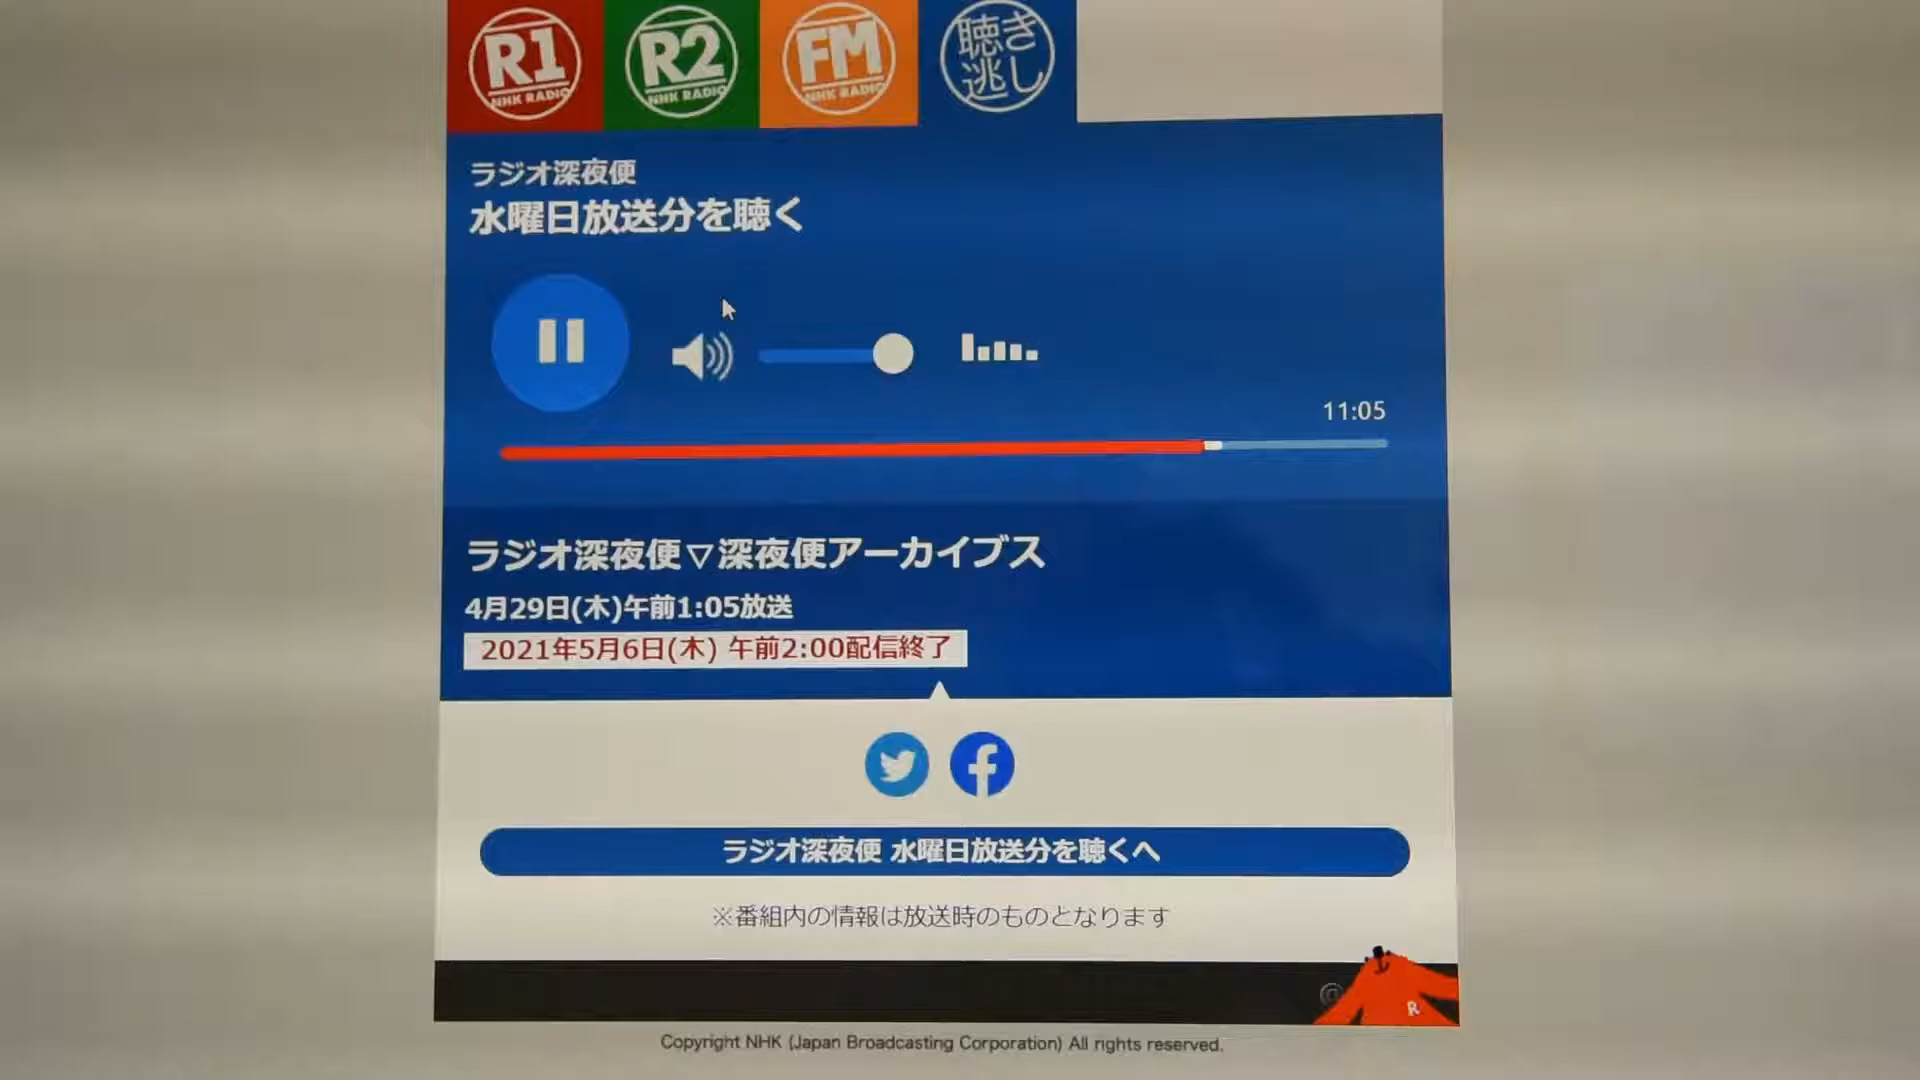 R1
NHK RADIO
R2
NHK RADIO
FM
NHK RADIO
聴き
逃し
ラジオ深夜便
水曜日放送分を聴く
11:05
ラジオ深夜便▽深夜便アーカイブス
4月29日(木)午前1:05放送
2021年5月6日(木) 午前2:00配信終了
ラジオ深夜便 水曜日放送分を聴くへ
※番組内の情報は放送時のものとなります
@
R
Copyright NHK (Japan Broadcasting Corporation) All rights reserved.